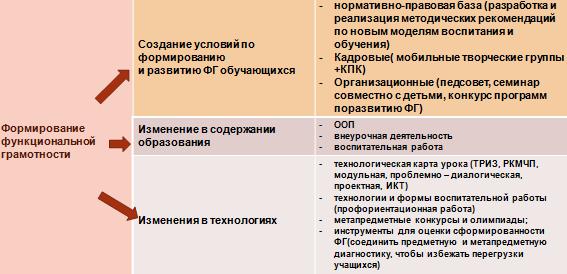 Формирование
функциональной
грамотности
Создание условий по
формированию
и развитию ФГ обучающихся
- нормативно-правовая база (разработка и
реализация методических рекомендаций
по новым моделям воспитания и
обучения)
- Кадровые( мобильные творческие группы
+КПК)
- Организационные (педсовет, семинар
совместно с детьми, конкурс программ
поразвитию ФГ)
Изменение в содержании
образования
- ООП
- внеурочная деятельность
- воспитательная работа
Изменения в технологиях
- технологическая карта урока (ТРИЗ, РКМЧП,
модульная, проблемно – диалогическая,
проектная, ИКТ)
- технологии и формы воспитательной работы
(профориентационная работа)
- метапредметные конкурсы и олимпиады;
- инструменты для оценки сформированности
ФГ(соединить предметную и метапредметную
диагностику, чтобы избежать перегрузки
учащихся)